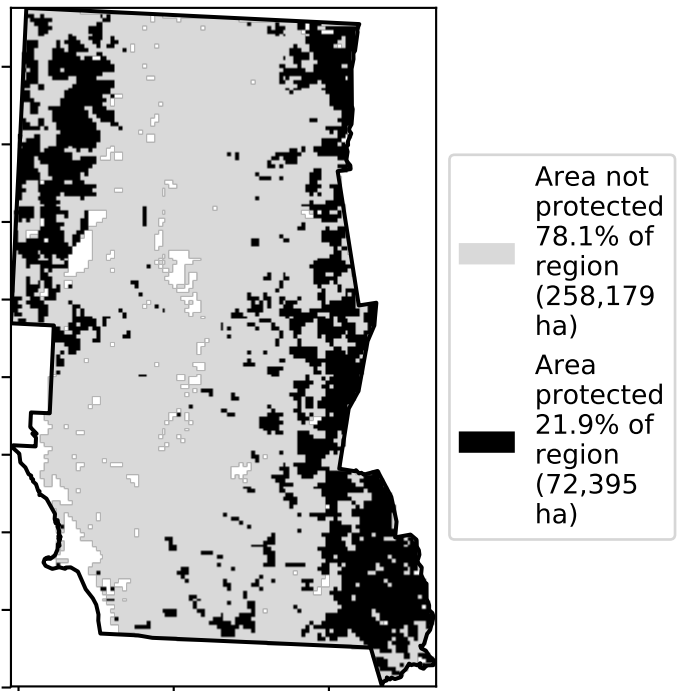 Area not
protected
78.1% of
region
(258,179
ha)
Area
protected
21.9% of
region
(72,395
ha)